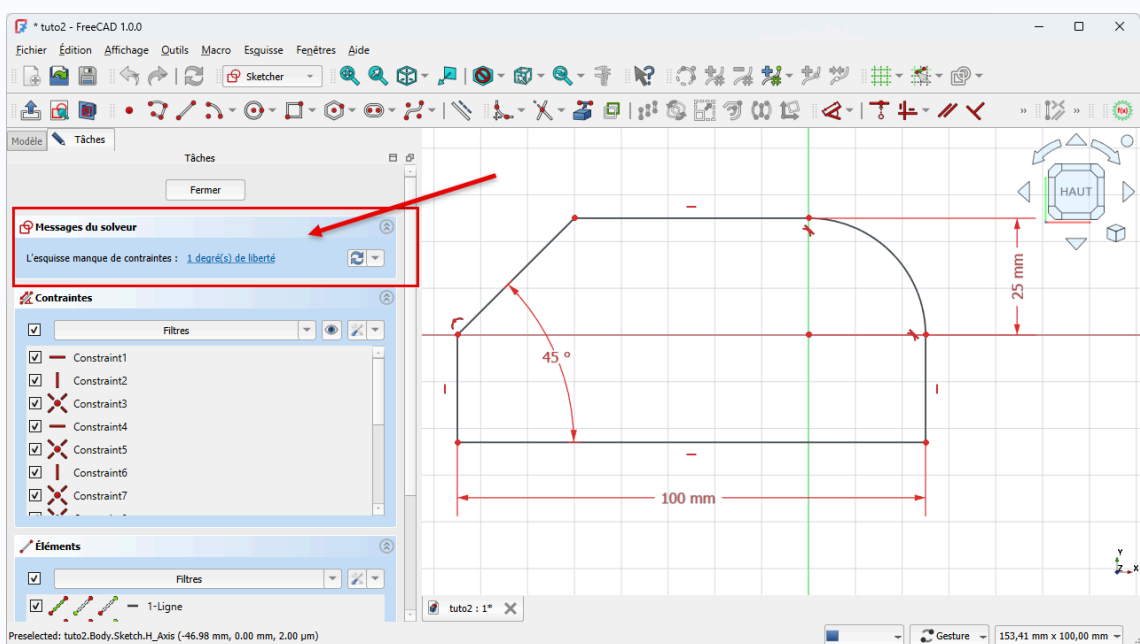 * tuto2 - FreeCAD 1.0.0
Fichier Édition Affichage Outils Macro Esquisse Fenêtres Aide
Sketcher
Modèle Tâches
Tâches
Fermer
Messages du solveur
L'esquisse manque de contraintes : 1 degré(s) de liberté
Contraintes
Filtres
Constraint1
Constraint2
Constraint3
Constraint4
Constraint5
Constraint6
Constraint7
Éléments
Filtres
1-Ligne
HAUT
25 mm
45 °
100 mm
Y
Z X
tuto2 : 1*
Preselected: tuto2.Body.Sketch.H_Axis (-46.98 mm, 0.00 mm, 2.00 µm)
Gesture
153,41 mm x 100,00 mm